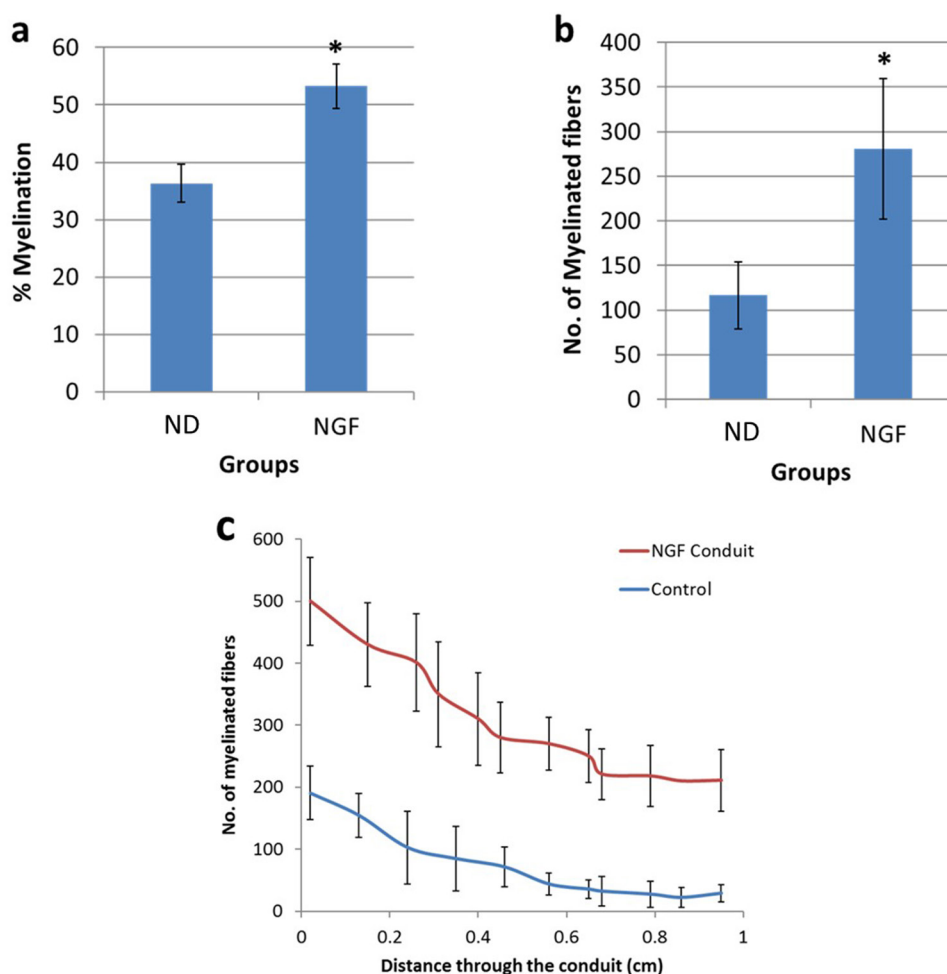 a
60
50
40
30
20
10
0
% Myelination
*
ND
NGF
Groups
b
400
350
300
250
200
150
100
50
0
No. of Myelinated fibers
*
ND
NGF
Groups
c
600
500
400
300
200
100
0
No. of myelinated fibers
NGF Conduit
Control
0
0.2
0.4
0.6
0.8
1
Distance through the conduit (cm)